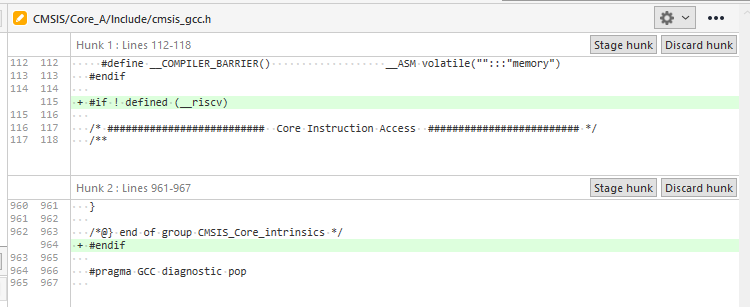 CMSIS/Core_A/Include/cmsis_gcc.h
Hunk 1 : Lines 112-118
Stage hunk
Discard hunk
112 112 #define __COMPILER_BARRIER() __ASM volatile("":::"memory")
113 113 #endif
114 114
115 + #if ! defined (__riscv)
115 116
116 117 /* ########################## Core Instruction Access ######################### */
117 118 /**
Hunk 2 : Lines 961-967
Stage hunk
Discard hunk
960 961 }
961 962
962 963 /*@} end of group CMSIS_Core_intrinsics */
964 + #endif
963 965
964 966 #pragma GCC diagnostic pop
965 967